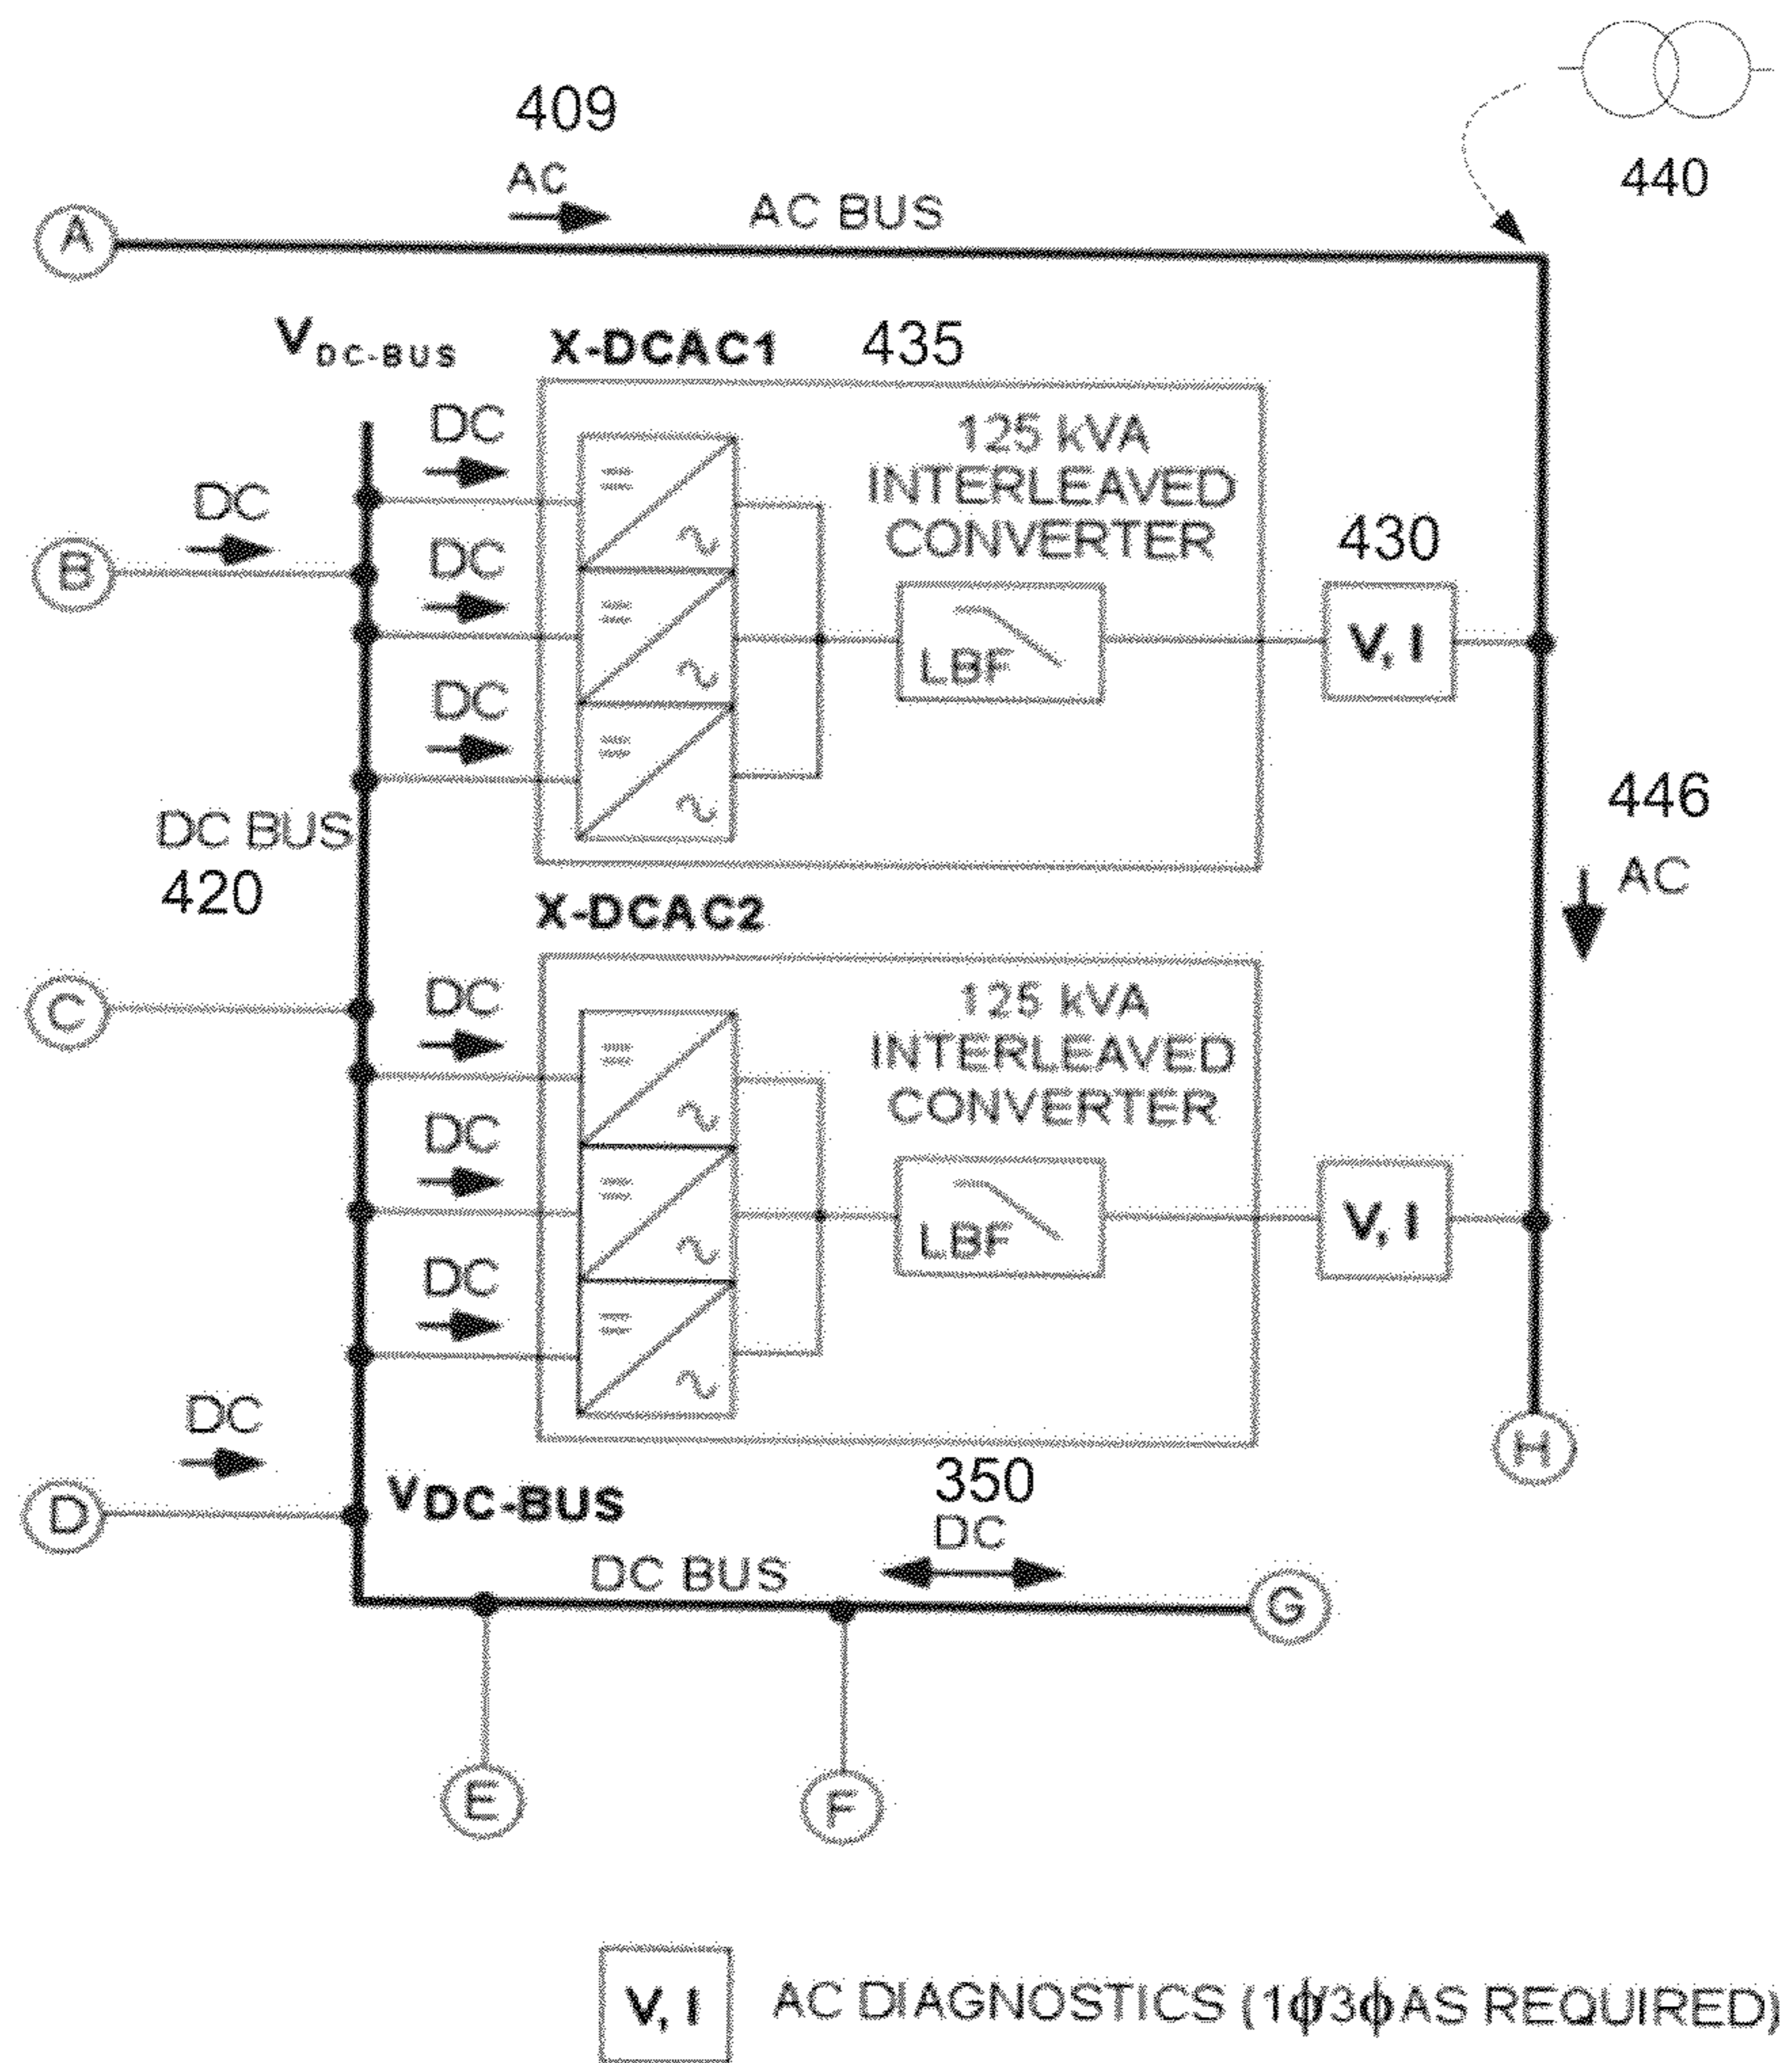 409
440
AC
AC BUS
A
V DC-BUS
X-DCAC1
435
DC
125 kVA
INTERLEAVED
CONVERTER
DC
B
DC
430
LBF
V, I
DC
DC BUS
420
446
AC
X-DCAC2
C
DC
125 kVA
INTERLEAVED
CONVERTER
DC
LBF
V, I
DC
DC
H
350
D
V DC-BUS
DC
DC BUS
G
E
F
V, I
AC DIAGNOSTICS (1ϕ/3ϕ AS REQUIRED)